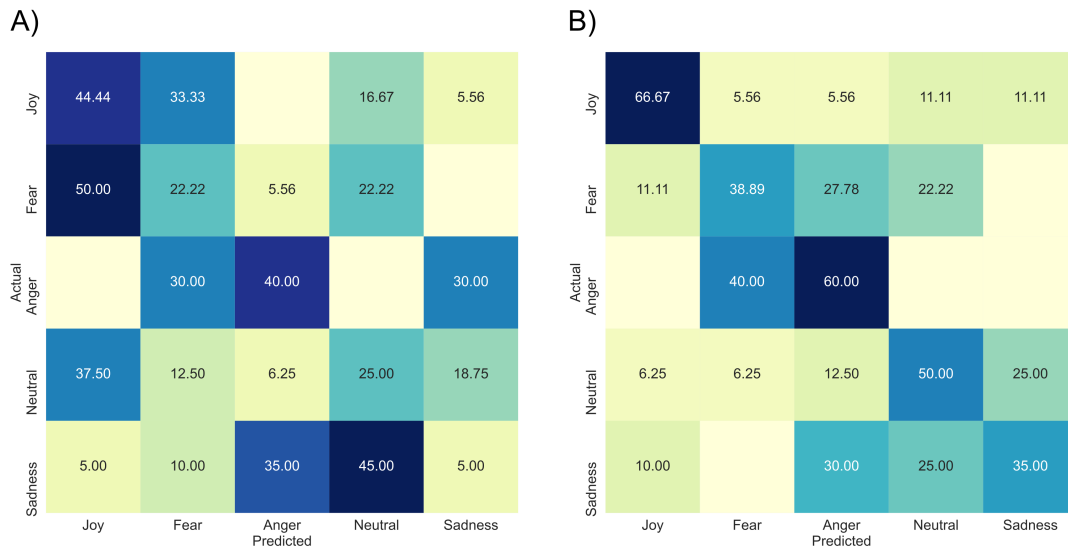 A)
Joy 44.44 33.33 16.67 5.56
Fear 50.00 22.22 5.56 22.22
Actual
Anger 30.00 40.00 30.00
Neutral 37.50 12.50 6.25 25.00 18.75
Sadness 5.00 10.00 35.00 45.00 5.00
Joy Fear Anger Neutral Sadness
Predicted
B)
Joy 66.67 5.56 5.56 11.11 11.11
Fear 11.11 38.89 27.78 22.22
Actual
Anger 40.00 60.00
Neutral 6.25 6.25 12.50 50.00 25.00
Sadness 10.00 30.00 25.00 35.00
Joy Fear Anger Neutral Sadness
Predicted